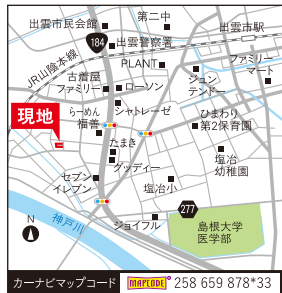 出雲市民会館
第二中
出雲市駅
184
出雲警察署
JR山陰本線
PLANT
ファミリー
マート
古着屋
ファミリー
ローソン
ジュン
テンドー
シャトレーゼ
現地
らーめん
福善
ひまわり
第2保育園
たまき
グッディー
塩冶
幼稚園
セブン
イレブン
塩冶小
277
N
神戸川
ジョイフル
島根大学
医学部
カーナビマップコード MAPCODE 258 659 878*33